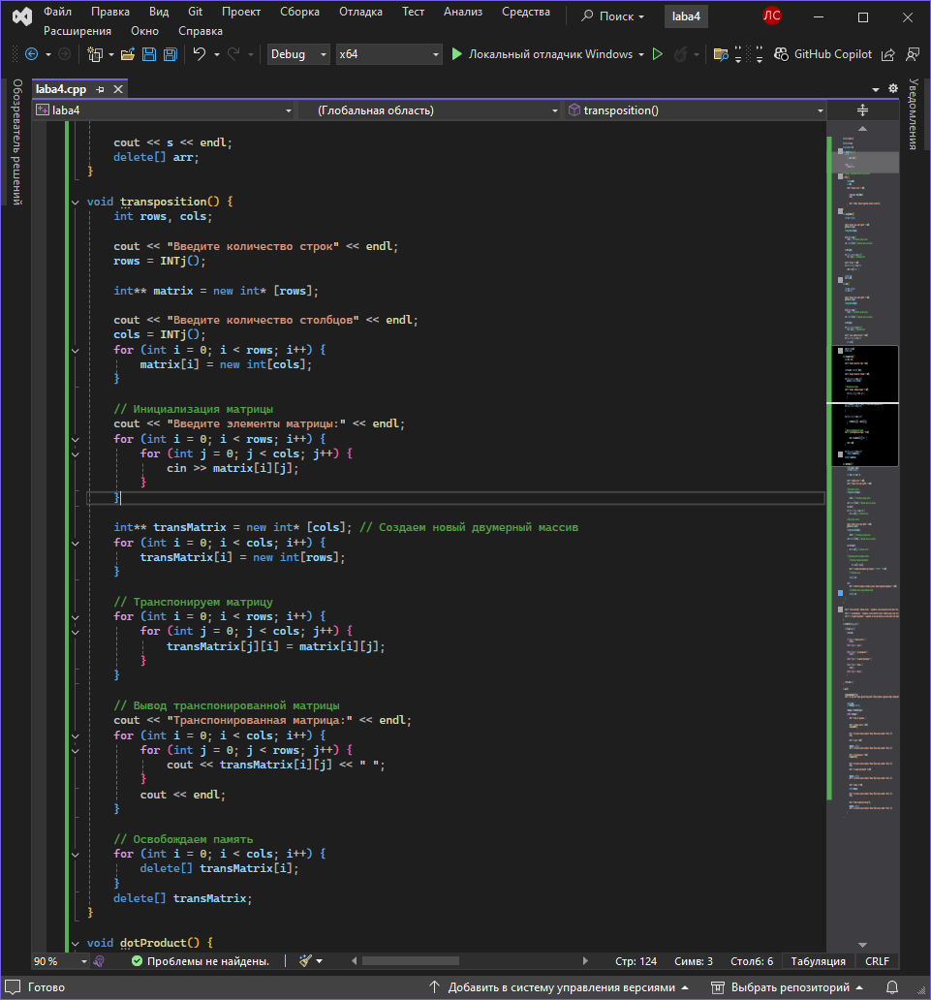 Файл Правка Вид Git Проект Сборка Отладка Тест Анализ Средства Поиск laba4 ЛС
Расширения Окно Справка
Debug x64 Локальный отладчик Windows GitHub Copilot
Обозреватель решений
Уведомления
laba4.cpp
laba4 (Глобальная область) transposition()
cout << s << endl;
delete[] arr;
}
void transposition() {
int rows, cols;
cout << "Введите количество строк" << endl;
rows = INTj();
int** matrix = new int* [rows];
cout << "Введите количество столбцов" << endl;
cols = INTj();
for (int i = 0; i < rows; i++) {
matrix[i] = new int[cols];
}
// Инициализация матрицы
cout << "Введите элементы матрицы:" << endl;
for (int i = 0; i < rows; i++) {
for (int j = 0; j < cols; j++) {
cin >> matrix[i][j];
}
}
int** transMatrix = new int* [cols]; // Создаем новый двумерный массив
for (int i = 0; i < cols; i++) {
transMatrix[i] = new int[rows];
}
// Транспонируем матрицу
for (int i = 0; i < rows; i++) {
for (int j = 0; j < cols; j++) {
transMatrix[j][i] = matrix[i][j];
}
}
// Вывод транспонированной матрицы
cout << "Транспонированная матрица:" << endl;
for (int i = 0; i < cols; i++) {
for (int j = 0; j < rows; j++) {
cout << transMatrix[i][j] << " ";
}
cout << endl;
}
// Освобождаем память
for (int i = 0; i < cols; i++) {
delete[] transMatrix[i];
}
delete[] transMatrix;
}
void dotProduct() {
90 % Проблемы не найдены. Стр: 124 Симв: 3 Столб: 6 Табуляция CRLF
Готово Добавить в систему управления версиями Выбрать репозиторий